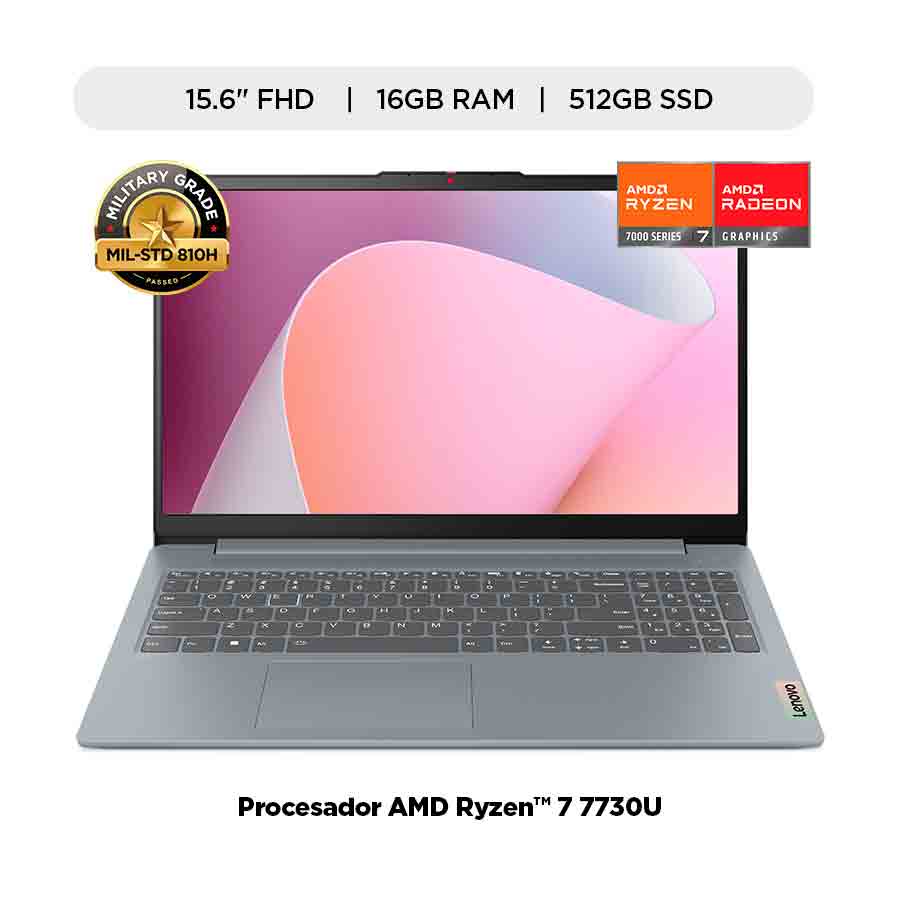 15.6" FHD | 16GB RAM | 512GB SSD
MILITARY GRADE
MIL-STD 810H
PASSED
AMD RYZEN
7000 SERIES 7
AMD RADEON
GRAPHICS
Lenovo
Procesador AMD Ryzen™ 7 7730U